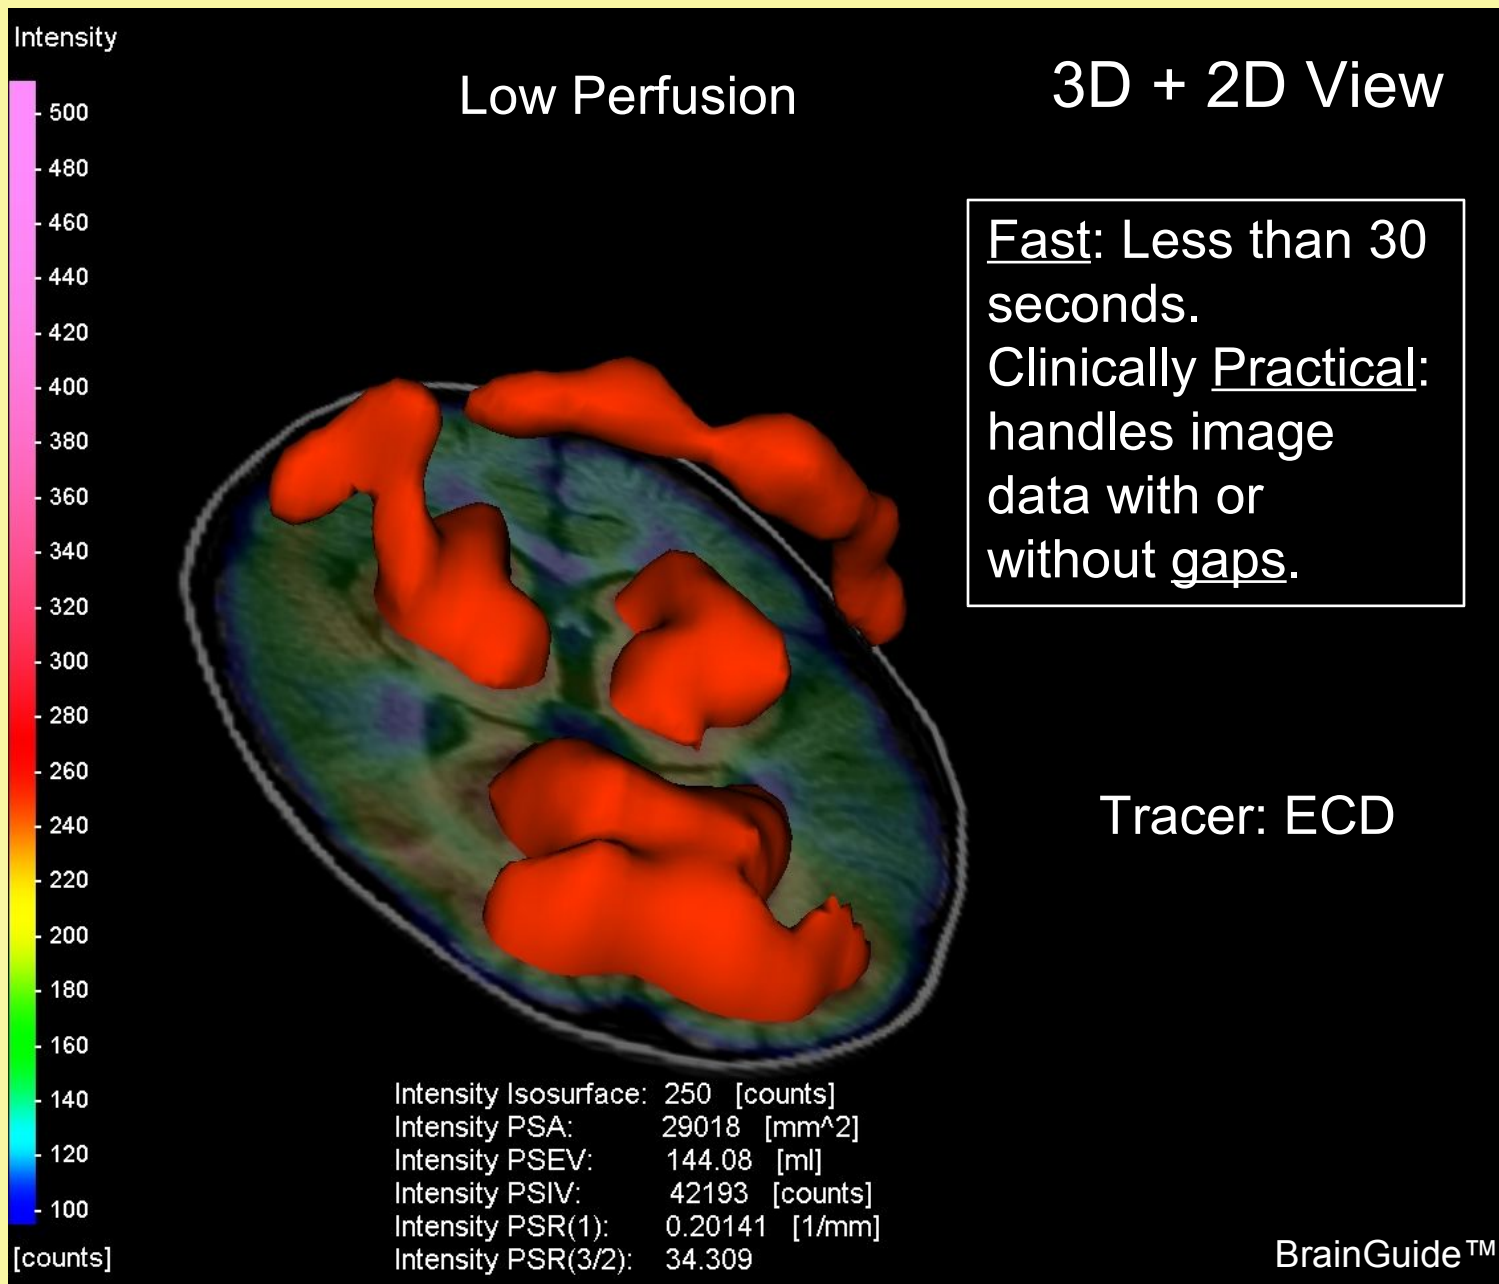 Intensity
Low Perfusion
3D + 2D View
500
480
460
440
420
400
380
360
340
320
300
280
260
240
220
200
180
160
140
120
100
[counts]
Fast: Less than 30
seconds.
Clinically Practical:
handles image
data with or
without gaps.
Tracer: ECD
Intensity Isosurface: 250 [counts]
Intensity PSA: 29018 [mm^2]
Intensity PSEV: 144.08 [ml]
Intensity PSIV: 42193 [counts]
Intensity PSR(1): 0.20141 [1/mm]
Intensity PSR(3/2): 34.309
BrainGuide™